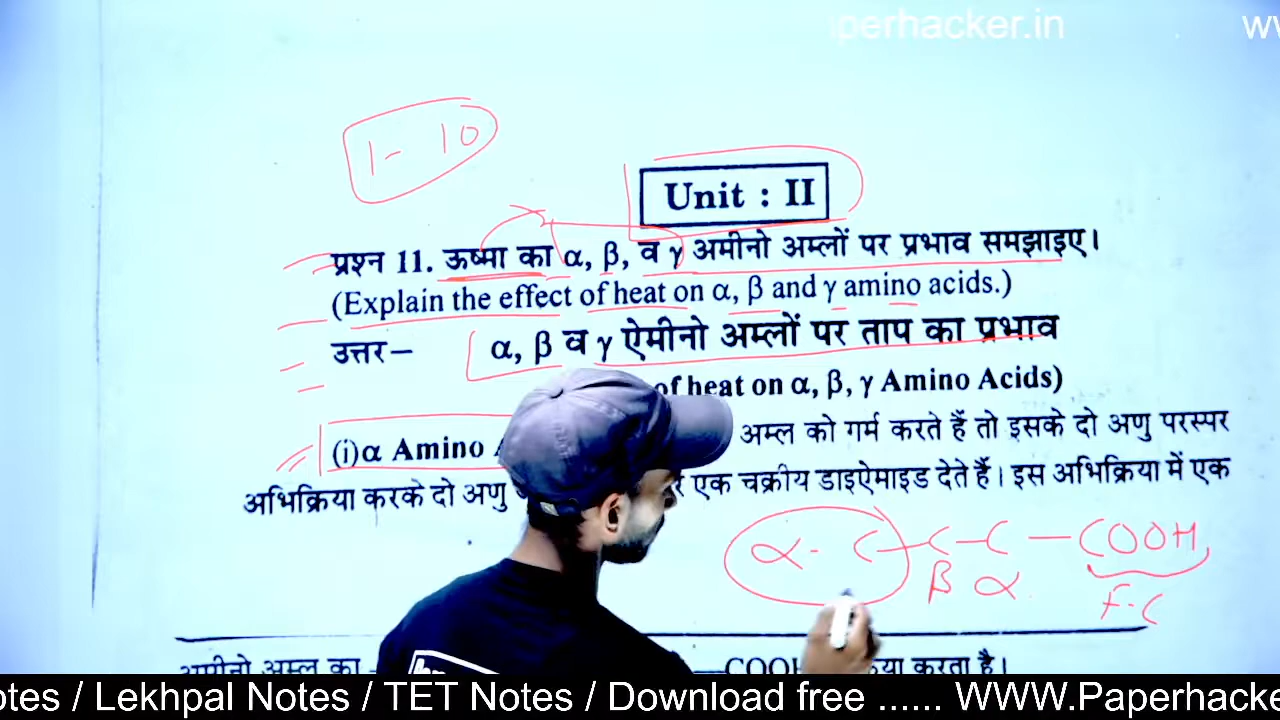 perhacker.in
1 - 10
Unit : II
प्रश्न 11. ऊष्मा का α, β, व γ अमीनो अम्लों पर प्रभाव समझाइए।
(Explain the effect of heat on α, β and γ amino acids.)
उत्तर– α, β व γ ऐमीनो अम्लों पर ताप का प्रभाव
of heat on α, β, γ Amino Acids)
(i)α Amino अम्ल को गर्म करते हैं तो इसके दो अणु परस्पर
अभिक्रिया करके दो अणु एक चक्रीय डाइऐमाइड देते हैं। इस अभिक्रिया में एक
α - C – C – C – COOH
β α F-C
अमीनो अम्ल का करता है।
otes / Lekhpal Notes / TET Notes / Download free ...... WWW.Paperhacke